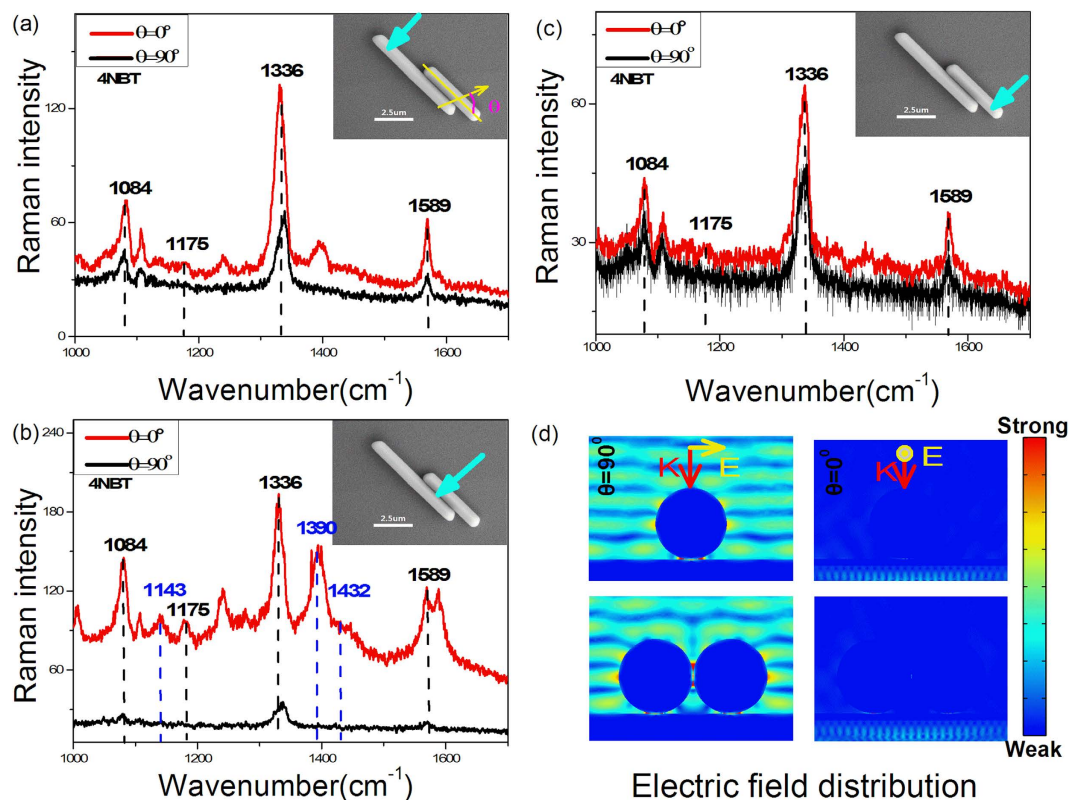 (a)
θ=0°
θ=90°
4NBT
1336
1084
1175
1589
2.5um
θ
Raman intensity
120
60
0
1000
1200
1400
1600
Wavenumber(cm⁻¹)
(c)
θ=0°
θ=90°
4NBT
1336
1084
1175
1589
2.5um
Raman intensity
60
30
1000
1200
1400
1600
Wavenumber(cm⁻¹)
(b)
θ=0°
θ=90°
4NBT
1336
1084
1143
1175
1390
1432
1589
2.5um
Raman intensity
240
180
120
60
1000
1200
1400
1600
Wavenumber(cm⁻¹)
(d)
θ=90°
K
E
θ=0°
K
E
Strong
Weak
Electric field distribution